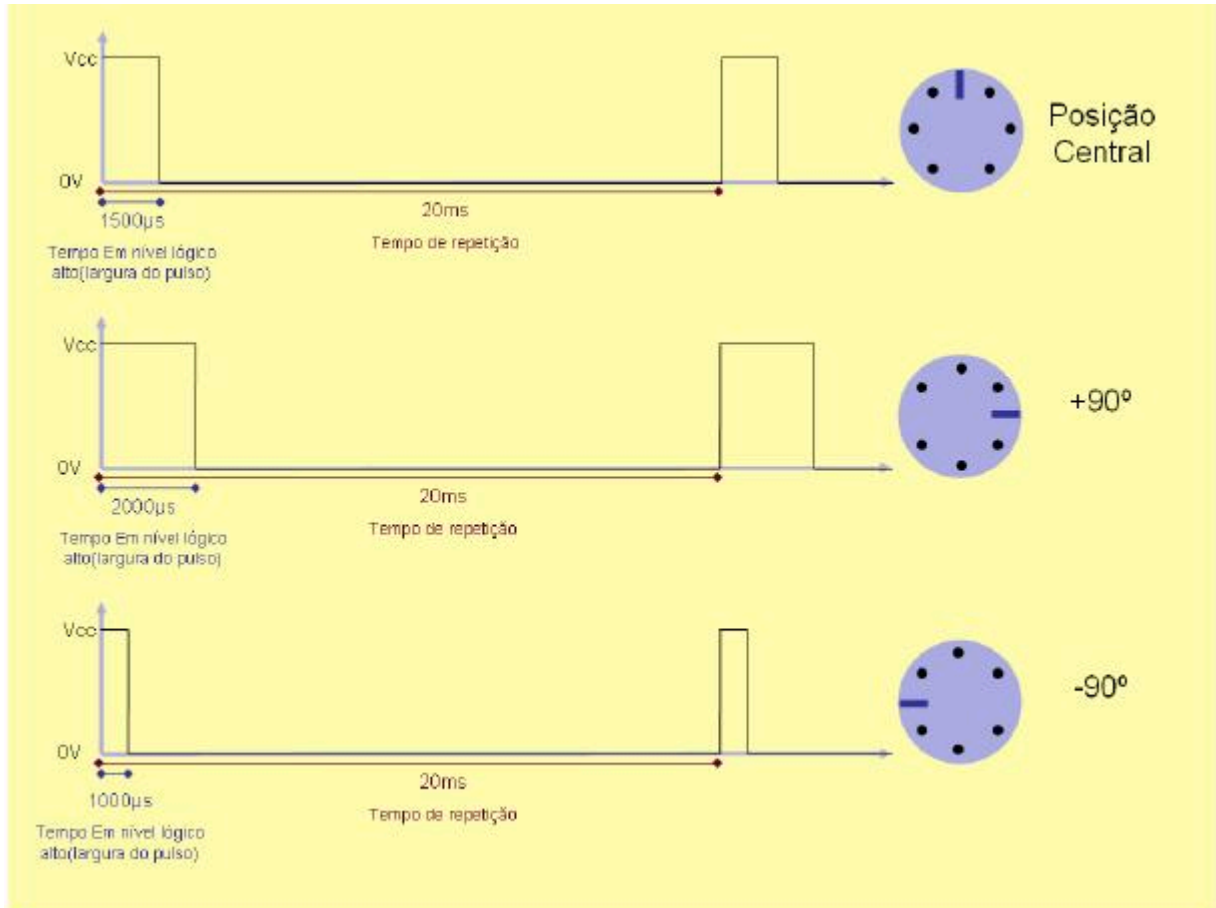 Vcc
0V
1500µs
Tempo Em nível lógico
alto(largura do pulso)
20ms
Tempo de repetição
Posição
Central
Vcc
0V
2000µs
Tempo Em nível lógico
alto(largura do pulso)
20ms
Tempo de repetição
+90º
Vcc
0V
1000µs
Tempo Em nível lógico
alto(largura do pulso)
20ms
Tempo de repetição
-90º